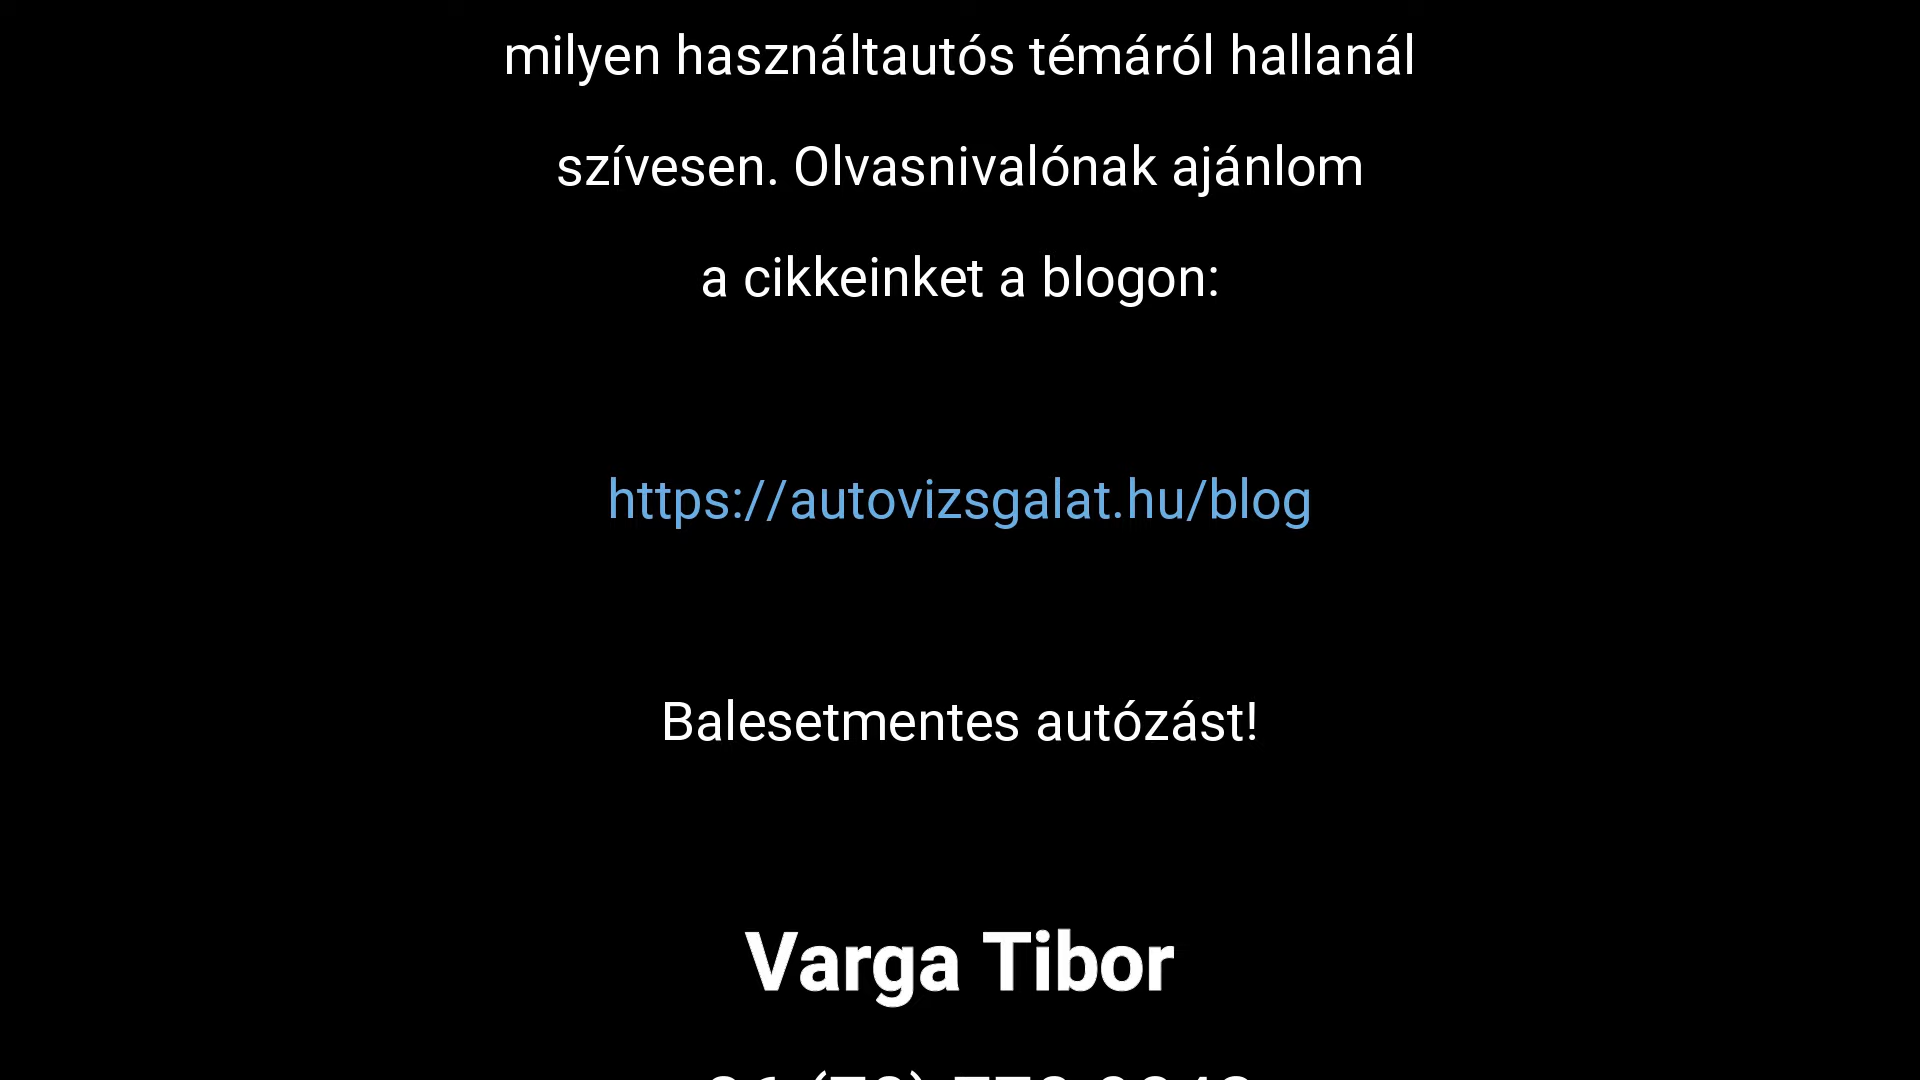 milyen használtautós témáról hallanál
szívesen. Olvasnivalónak ajánlom
a cikkeinket a blogon:
https://autovizsgalat.hu/blog
Balesetmentes autózást!
Varga Tibor